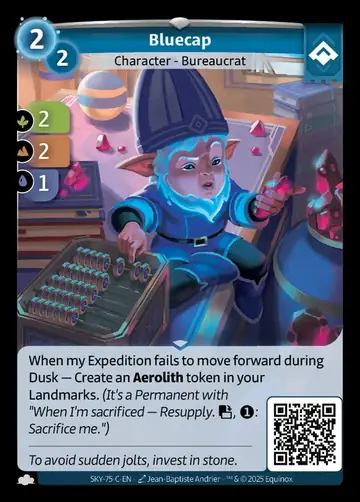 2
Bluecap
2
Character - Bureaucrat
2
2
1
When my Expedition fails to move forward during
Dusk — Create an Aerolith token in your
Landmarks. (It's a Permanent with
"When I'm sacrificed — Resupply. , 1:
Sacrifice me.")
To avoid sudden jolts, invest in stone.
SKY-75 C-EN Jean-Baptiste Andrier - ™ & © 2025 Equinox